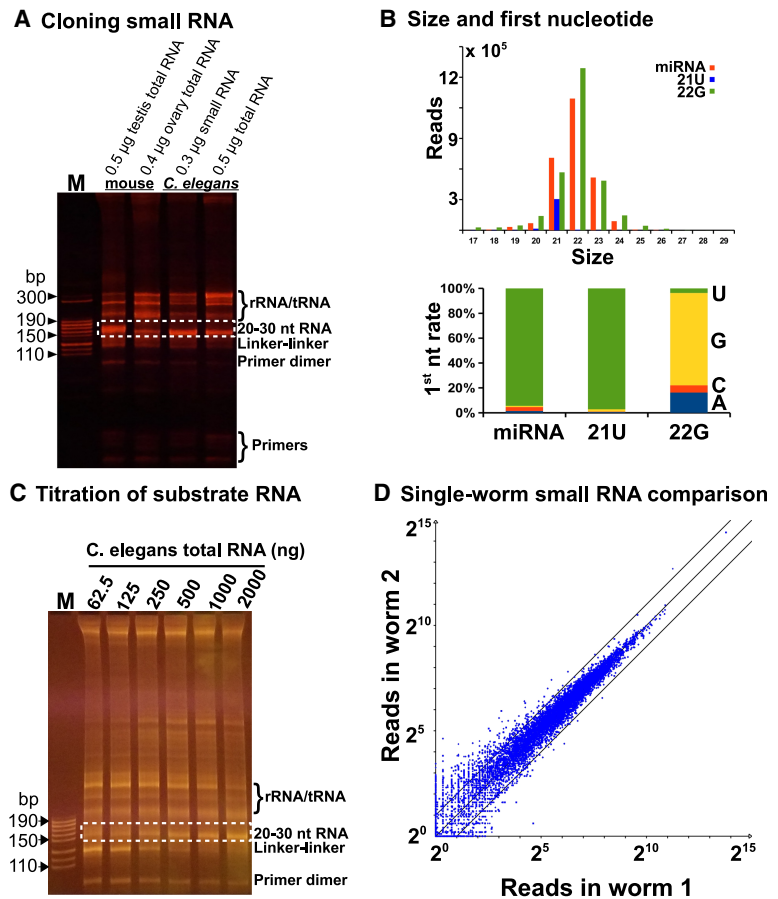 A Cloning small RNA
0.5 µg testis total RNA
0.4 µg ovary total RNA
0.3 µg small RNA
0.5 µg total RNA
M
mouse
C. elegans
bp
300
190
150
110
rRNA/tRNA
20-30 nt RNA
Linker-linker
Primer dimer
Primers
B Size and first nucleotide
x 10⁵
12
9
3
Reads
miRNA
21U
22G
17 18 19 20 21 22 23 24 25 26 27 28 29
Size
100%
80%
60%
40%
20%
0%
1st nt rate
U
G
C
A
miRNA 21U 22G
C Titration of substrate RNA
C. elegans total RNA (ng)
M
62.5
125
250
500
1000
2000
bp
190
150
110
rRNA/tRNA
20-30 nt RNA
Linker-linker
Primer dimer
D Single-worm small RNA comparison
2¹⁵
2¹⁰
2⁵
2⁰
Reads in worm 2
2⁰ 2⁵ 2¹⁰ 2¹⁵
Reads in worm 1